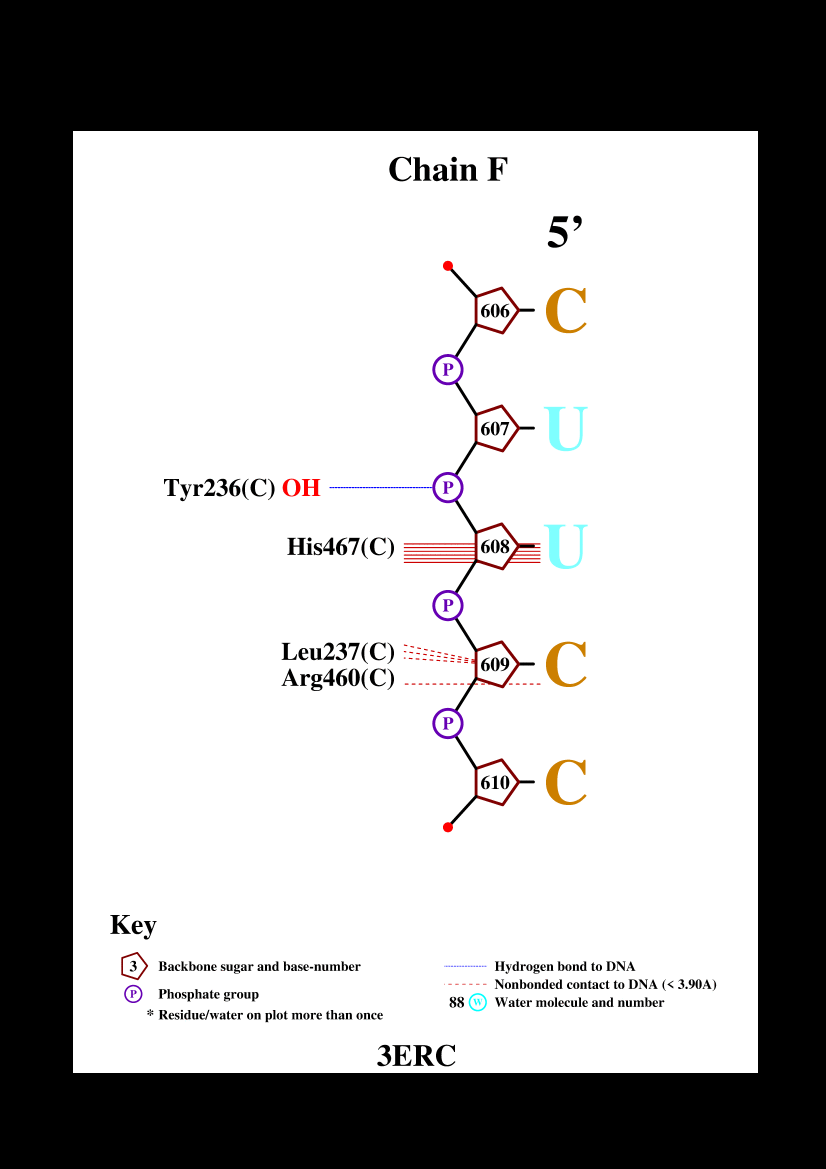 Chain F
5’
606 C
P
607 U
Tyr236(C) OH P
His467(C) 608 U
P
Leu237(C) 609 C
Arg460(C)
P
610 C
Key
3 Backbone sugar and base-number
P Phosphate group
* Residue/water on plot more than once
Hydrogen bond to DNA
Nonbonded contact to DNA (< 3.90A)
88 W Water molecule and number
3ERC